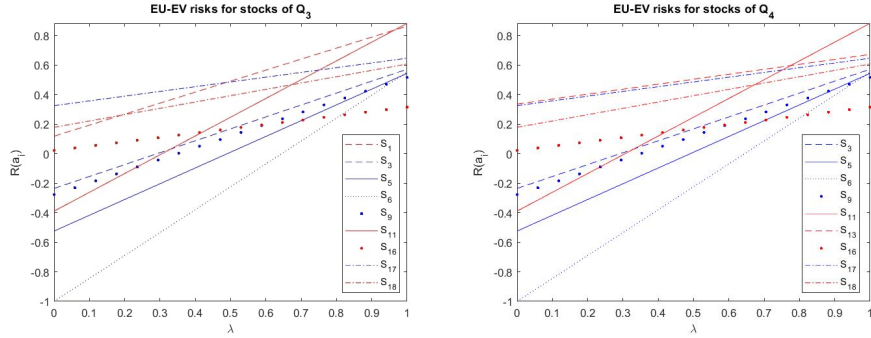 EU-EV risks for stocks of Q3
R(ai)
0.8
0.6
0.4
0.2
0
-0.2
-0.4
-0.6
-0.8
-1
0 0.1 0.2 0.3 0.4 0.5 0.6 0.7 0.8 0.9 1
λ
S1
S3
S5
S6
S9
S11
S16
S17
S18
EU-EV risks for stocks of Q4
R(ai)
0.8
0.6
0.4
0.2
0
-0.2
-0.4
-0.6
-0.8
-1
0 0.1 0.2 0.3 0.4 0.5 0.6 0.7 0.8 0.9 1
λ
S3
S5
S6
S9
S11
S13
S16
S17
S18